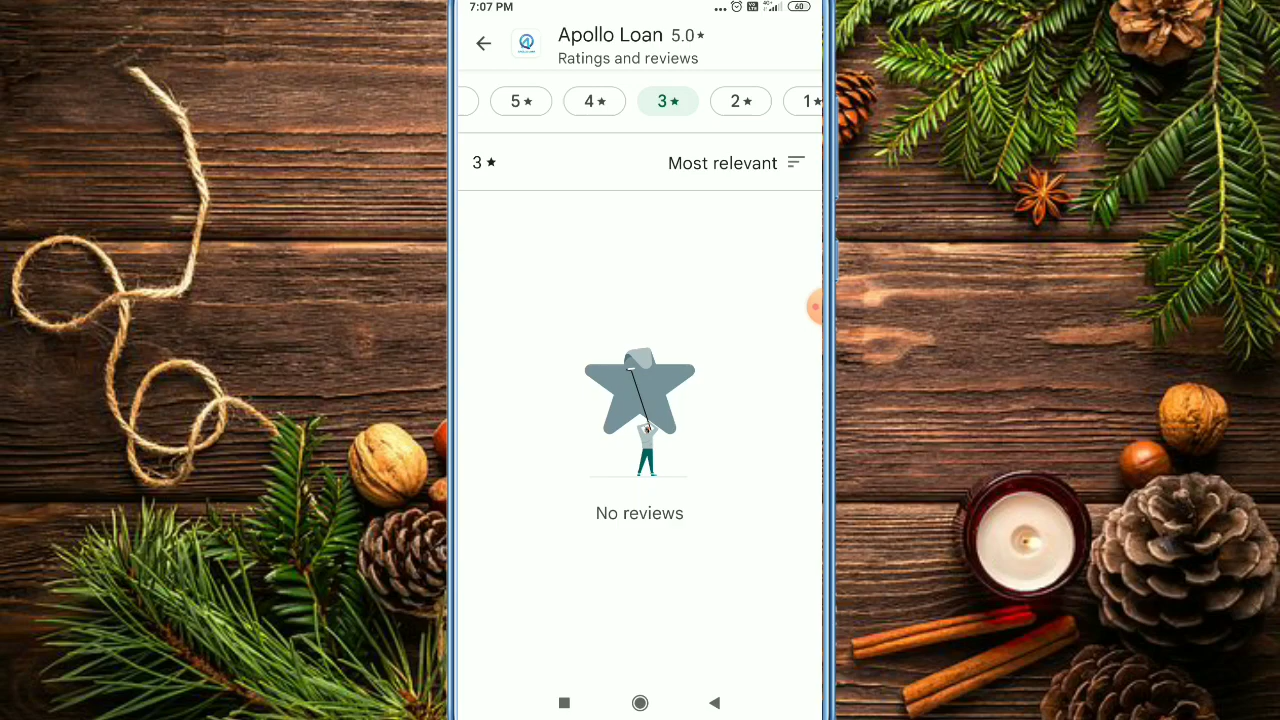 7:07 PM
60
Apollo Loan 5.0★
Ratings and reviews
5★ 4★ 3★ 2★ 1★
3★ Most relevant
No reviews